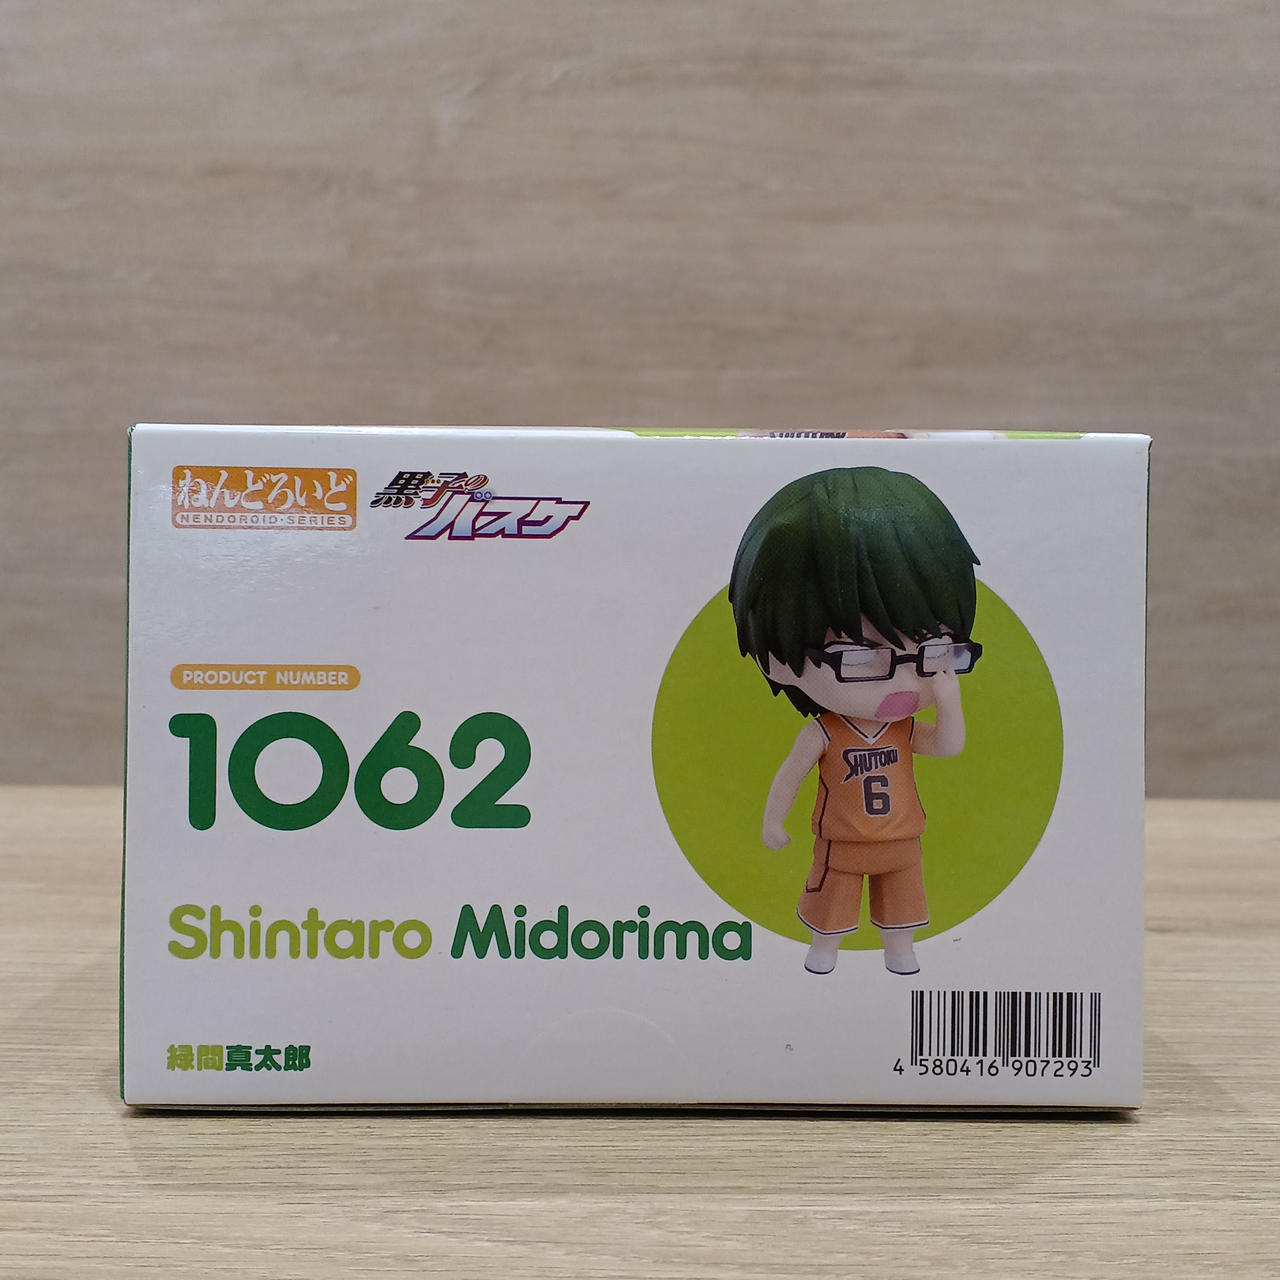 ねんどろいど
NENDOROID·SERIES
黒子の
バスケ
PRODUCT NUMBER
1062
SHUTOKU
6
Shintaro Midorima
緑間真太郎
4 580416 907293